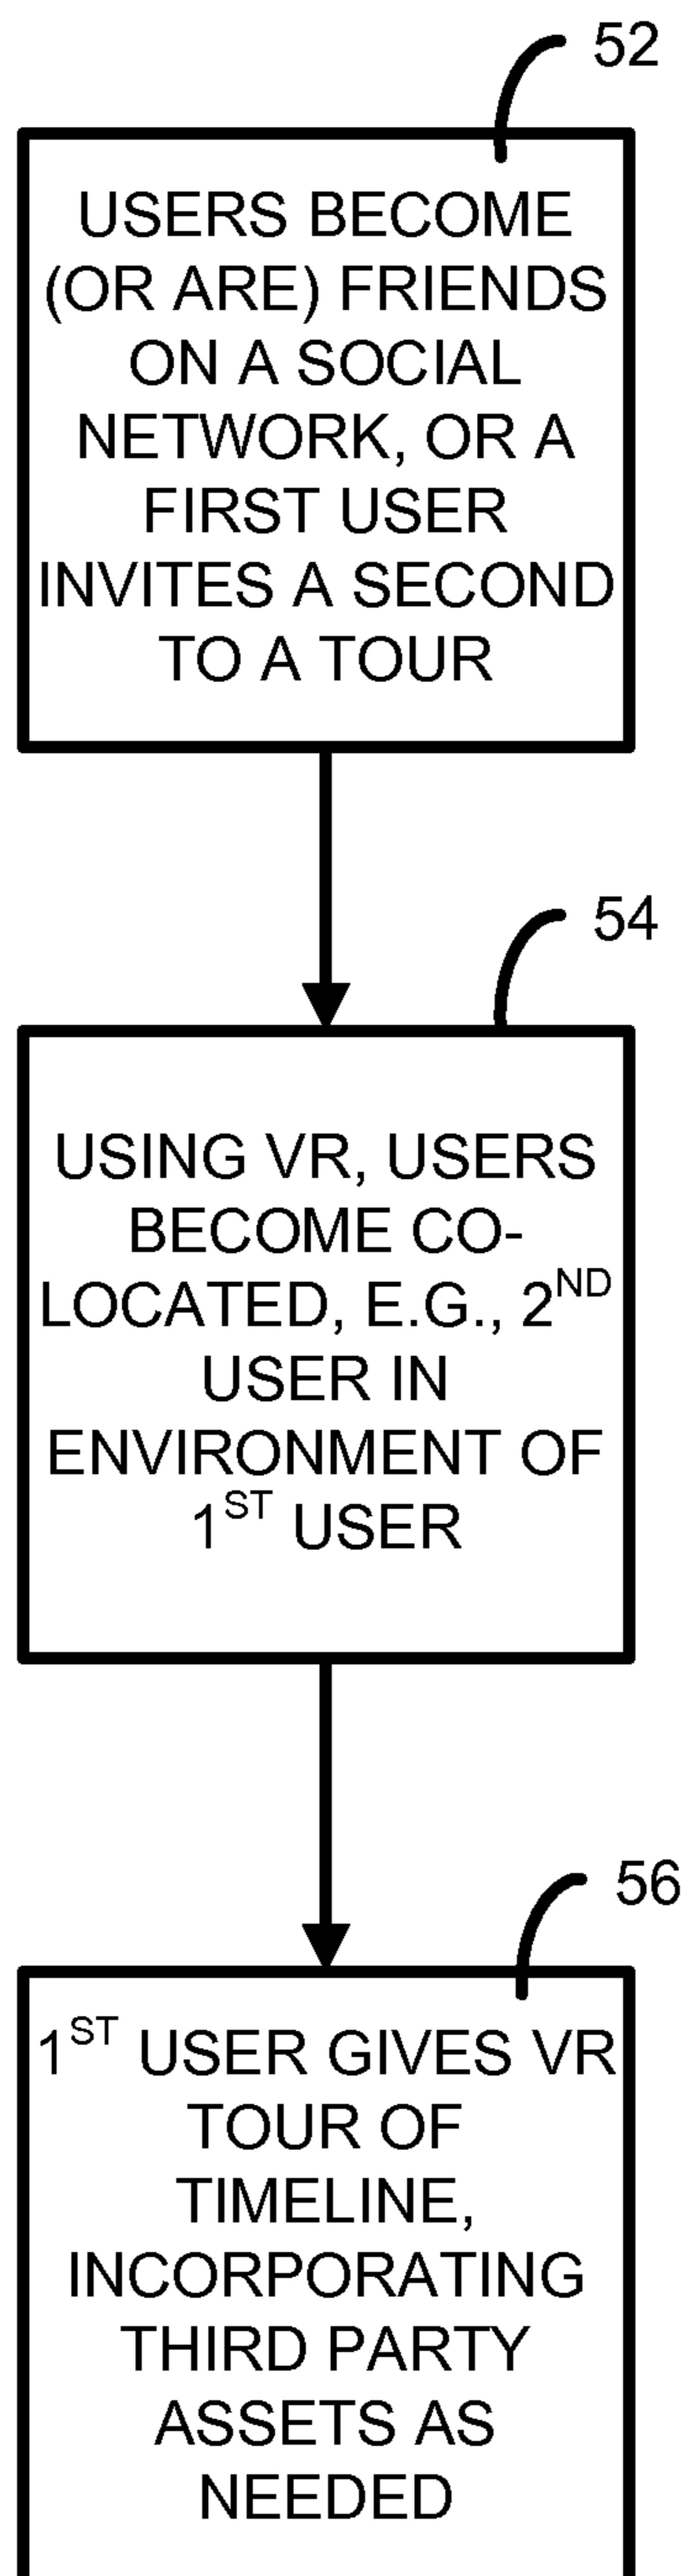 52
USERS BECOME
(OR ARE) FRIENDS
ON A SOCIAL
NETWORK, OR A
FIRST USER
INVITES A SECOND
TO A TOUR
54
USING VR, USERS
BECOME CO-
LOCATED, E.G., 2ND
USER IN
ENVIRONMENT OF
1ST USER
56
1ST USER GIVES VR
TOUR OF
TIMELINE,
INCORPORATING
THIRD PARTY
ASSETS AS
NEEDED